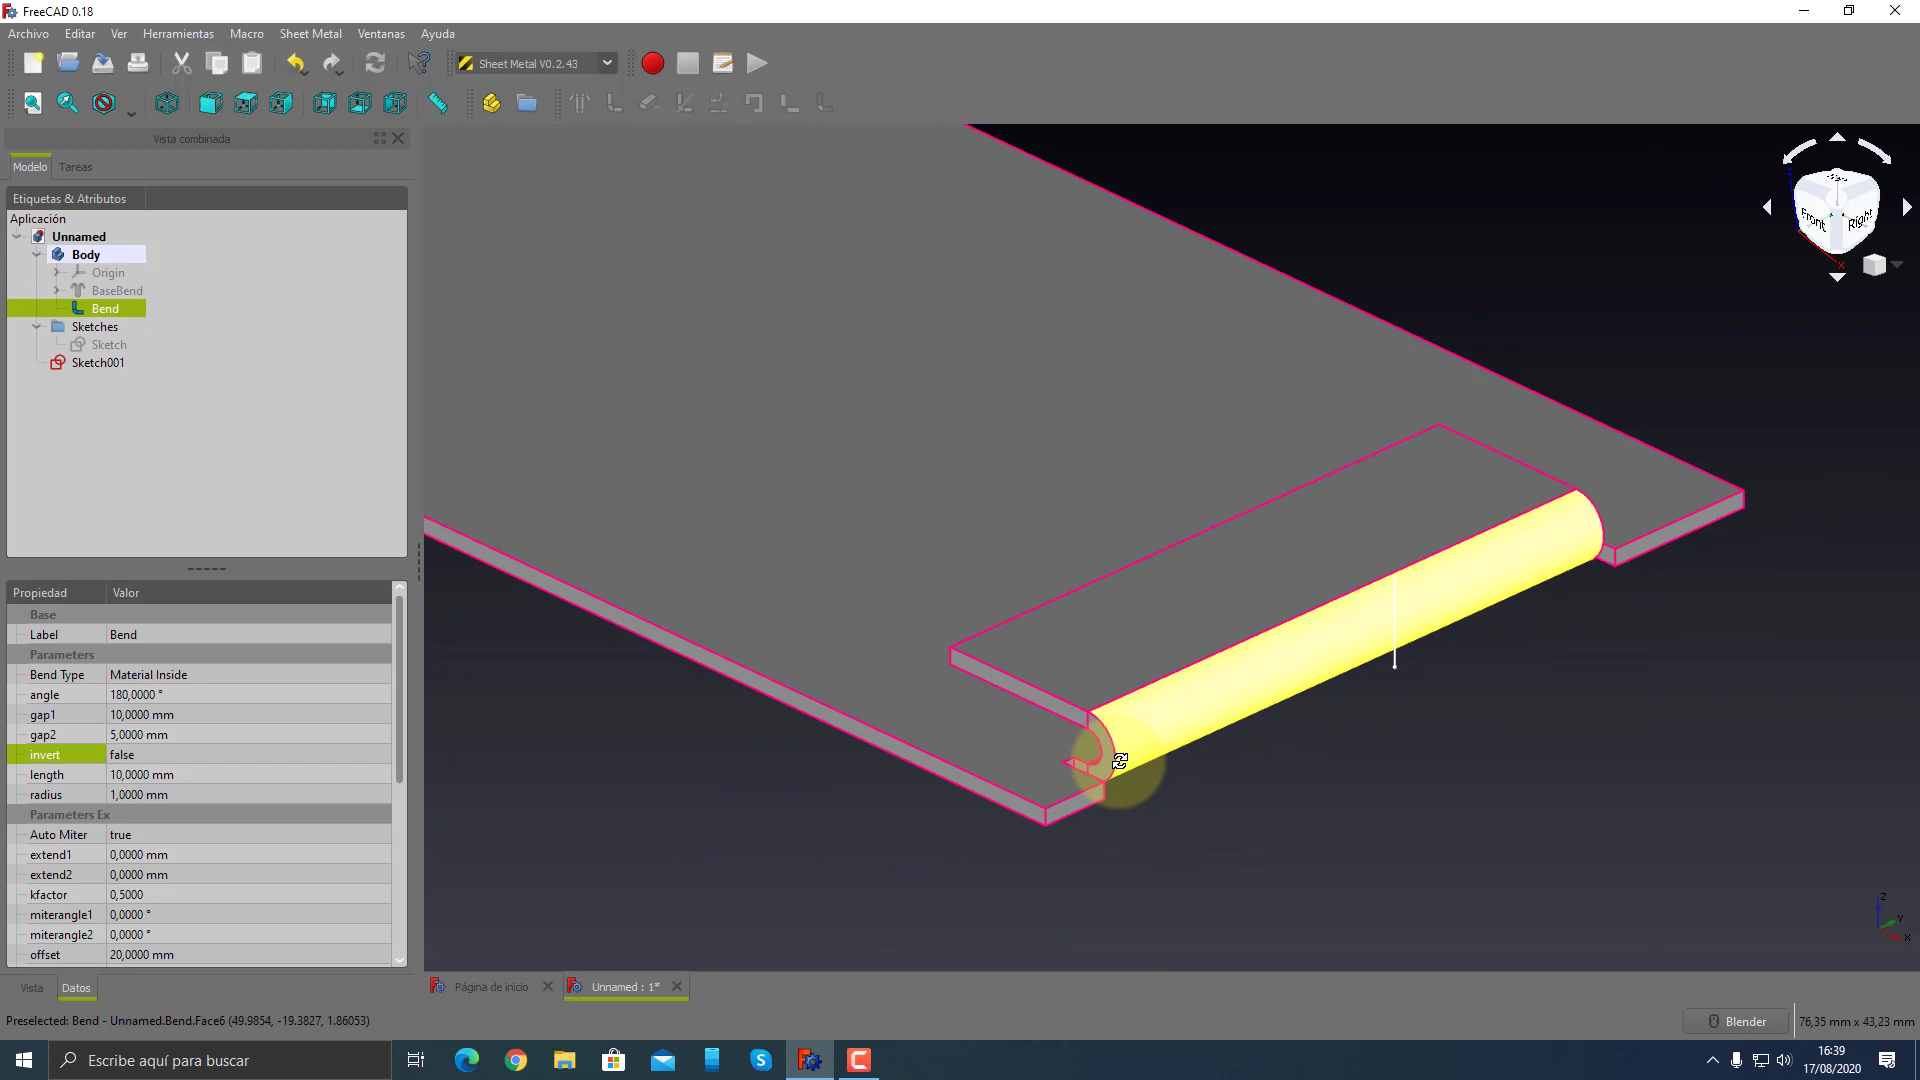 FreeCAD 0.18
Archivo Editar Ver Herramientas Macro Sheet Metal Ventanas Ayuda
Sheet Metal V0.2.43
Vista combinada
Modelo Tareas
Etiquetas & Atributos
Aplicación
Unnamed
Body
Origin
BaseBend
Bend
Sketches
Sketch
Sketch001
Propiedad Valor
Base
Label Bend
Parameters
Bend Type Material Inside
angle 180,0000 °
gap1 10,0000 mm
gap2 5,0000 mm
invert false
length 10,0000 mm
radius 1,0000 mm
Parameters Ex
Auto Miter true
extend1 0,0000 mm
extend2 0,0000 mm
kfactor 0,5000
miterangle1 0,0000 °
miterangle2 0,0000 °
offset 20,0000 mm
Vista Datos
Front Right
X
Z
Y
X
Página de inicio Unnamed : 1*
Preselected: Bend - Unnamed.Bend.Face6 (49.9854, -19.3827, 1.86053)
Blender 76,35 mm x 43,23 mm
Escribe aquí para buscar
16:39
17/08/2020